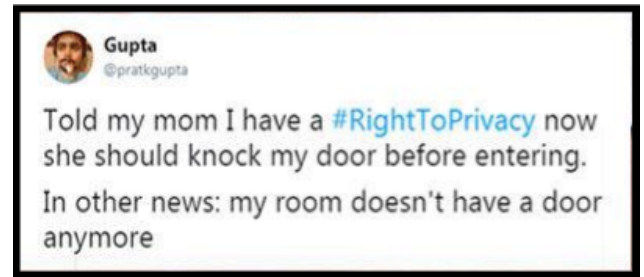 Gupta
@pratkgupta
Told my mom I have a #RightToPrivacy now
she should knock my door before entering.
In other news: my room doesn't have a door
anymore